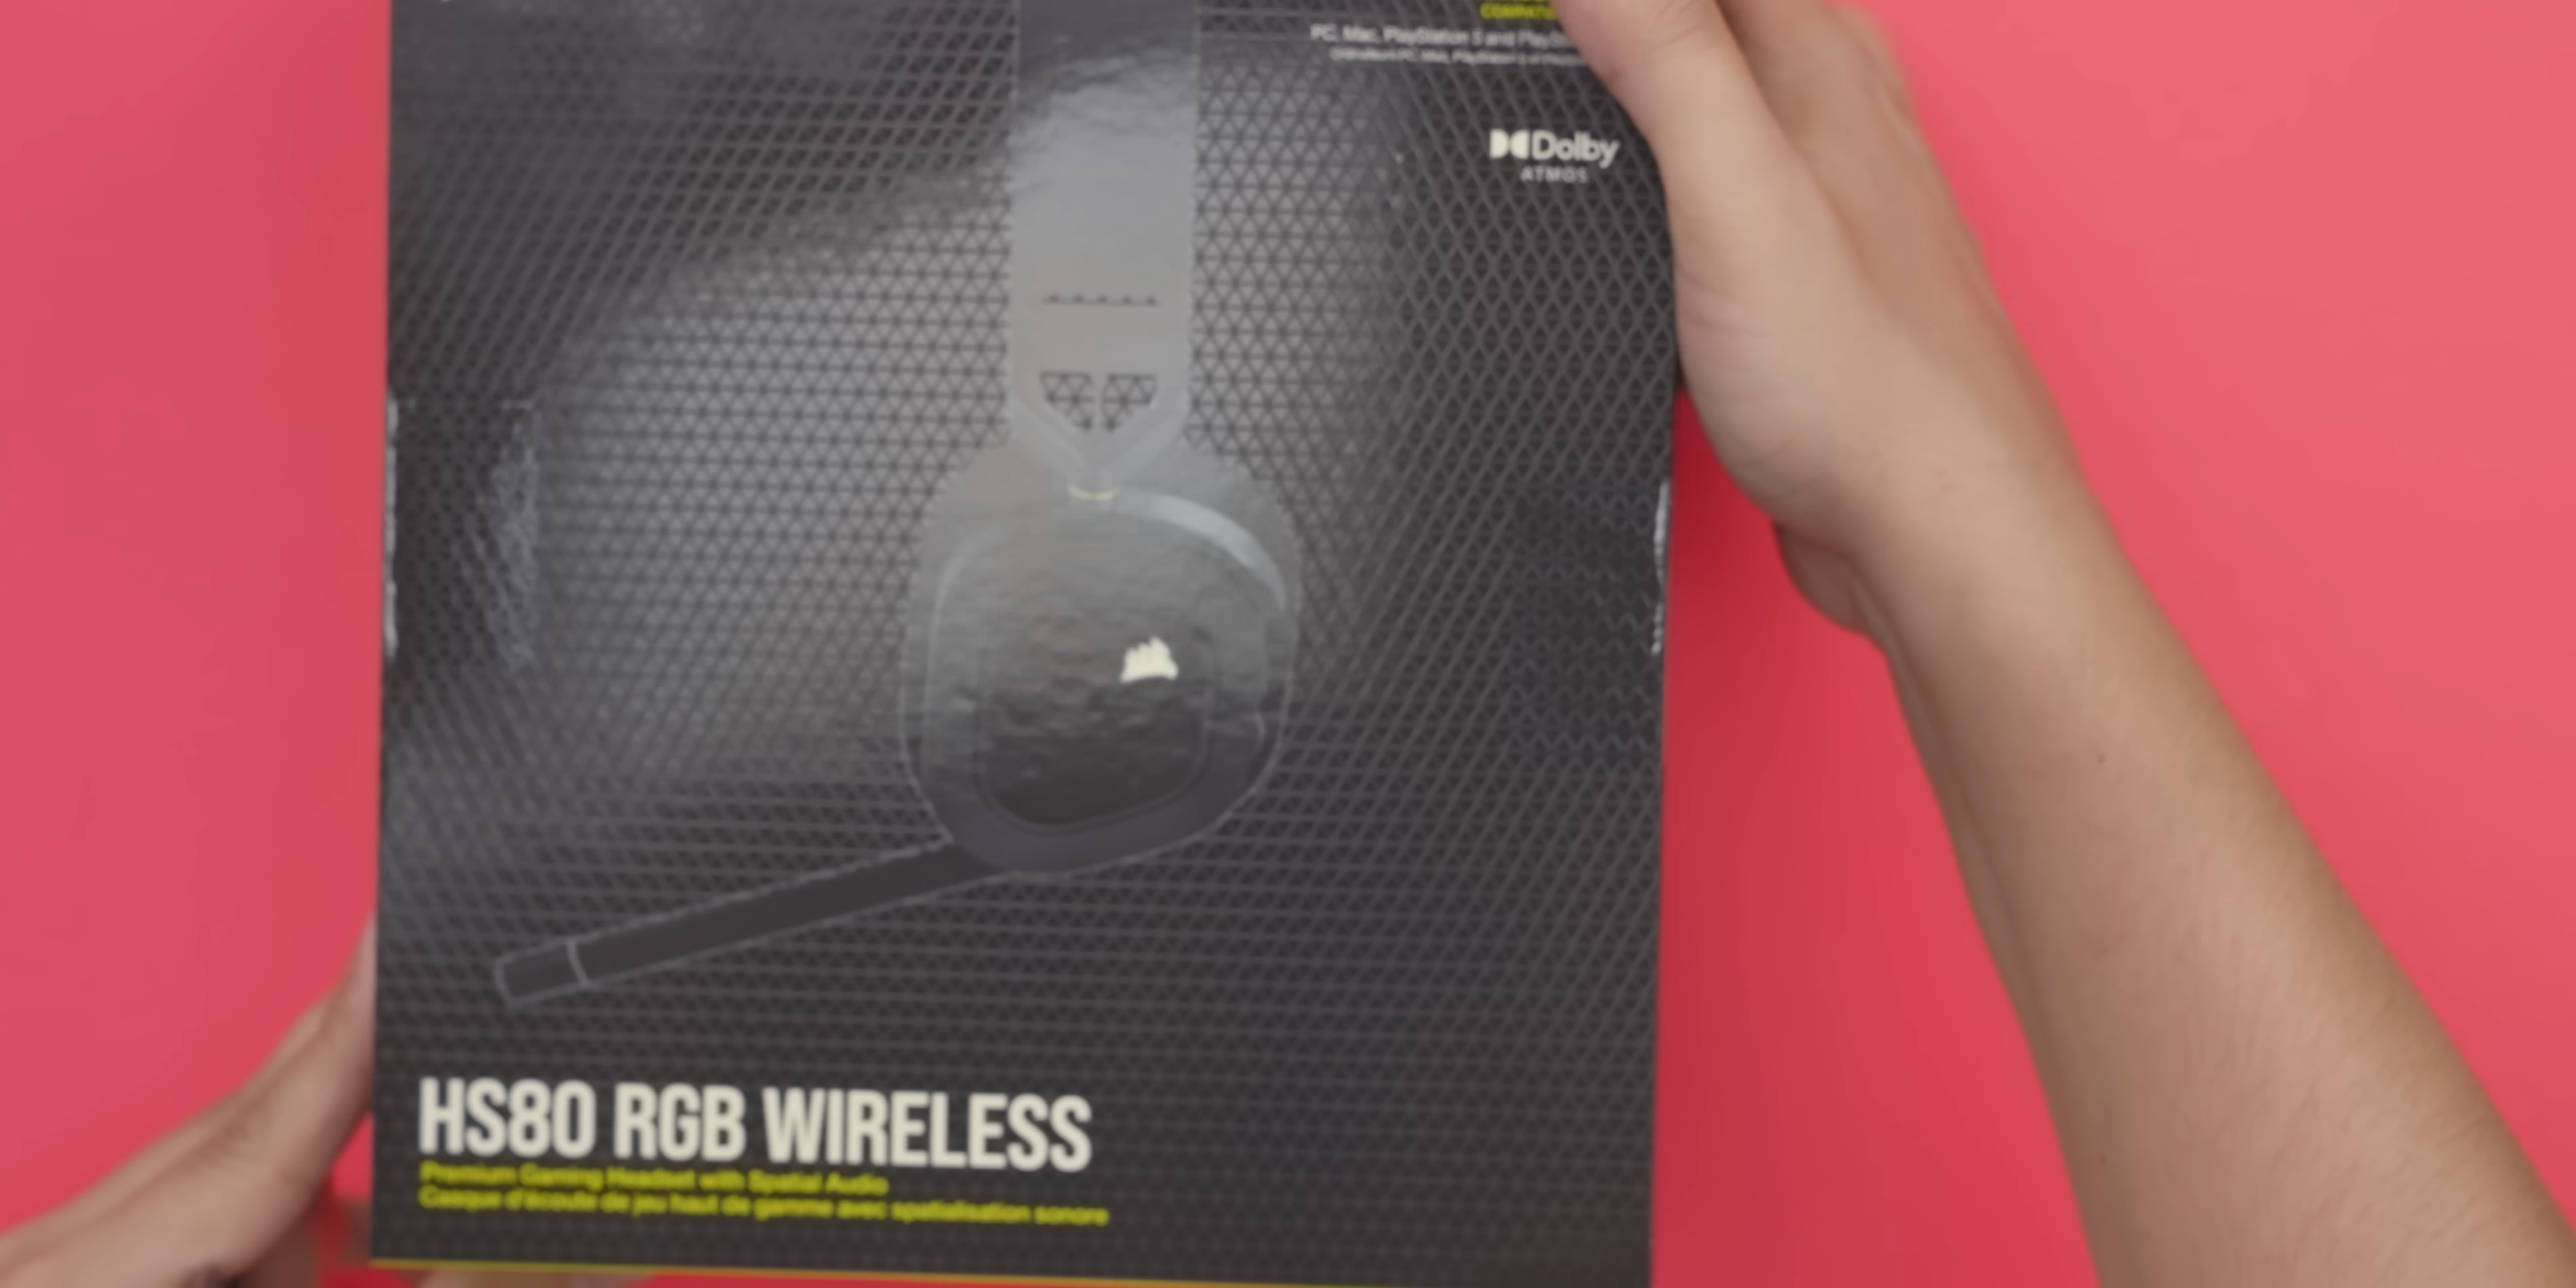 PC, Mac, PlayStation 5 and
Dolby
ATMOS
HS80 RGB WIRELESS
Premium Gaming Headset with Spatial Audio
Casque d'écoute de jeu haut de gamme avec spatialisation sonore